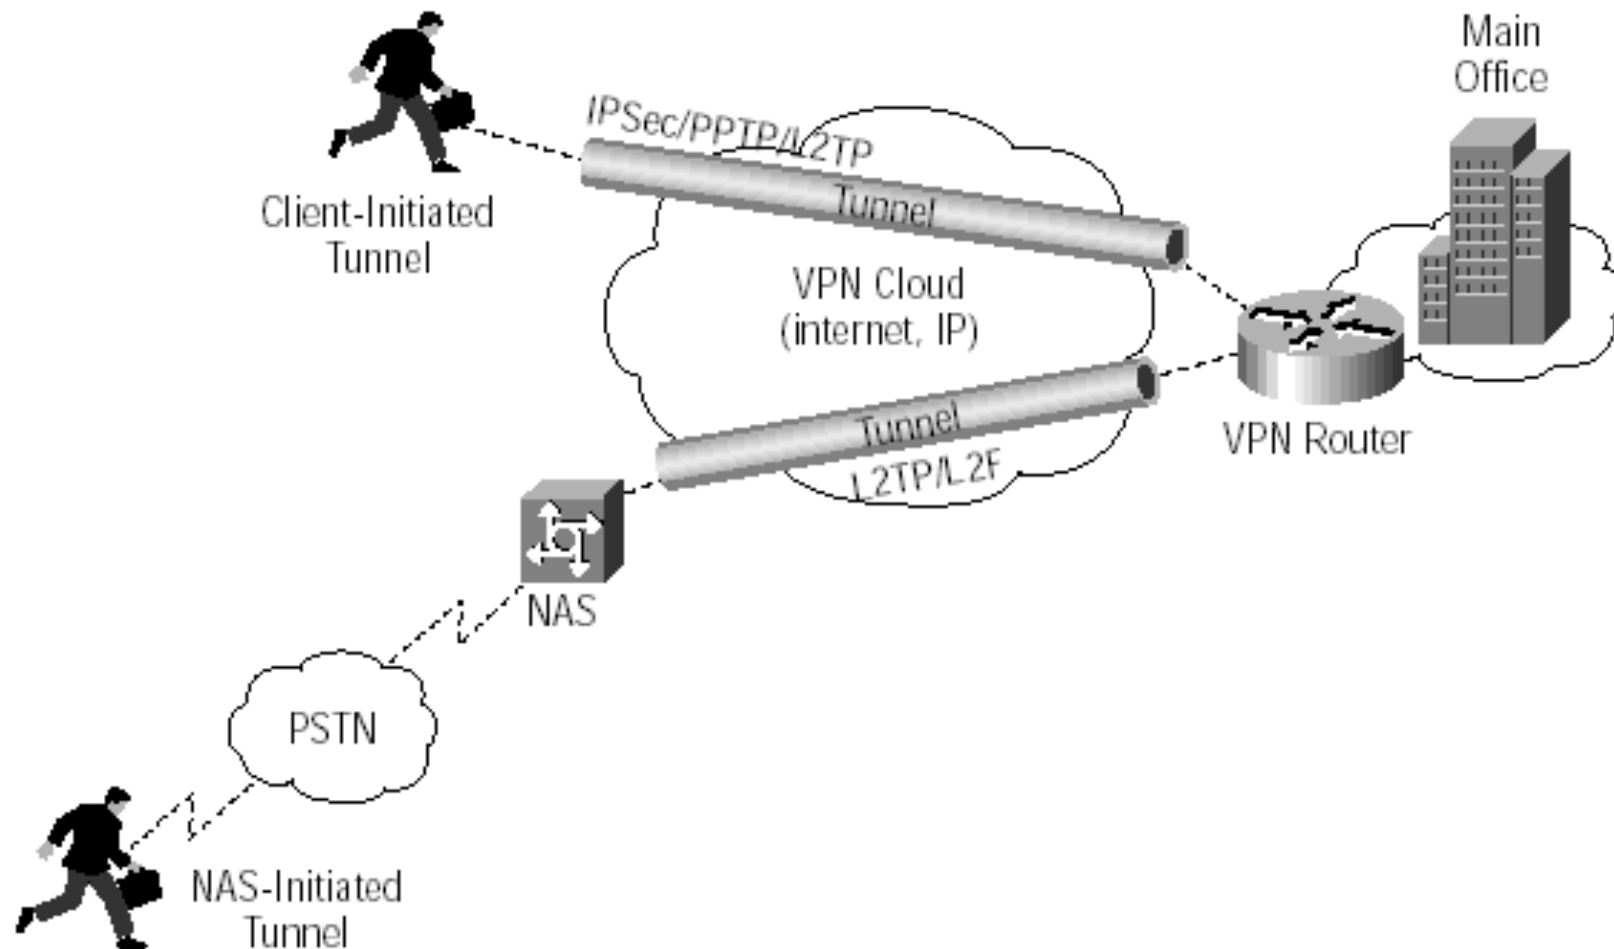 Main
Office
IPSec/PPTP/L2TP
Tunnel
Client-Initiated
Tunnel
VPN Cloud
(internet, IP)
Tunnel
L2TP/L2F
VPN Router
NAS
PSTN
NAS-Initiated
Tunnel